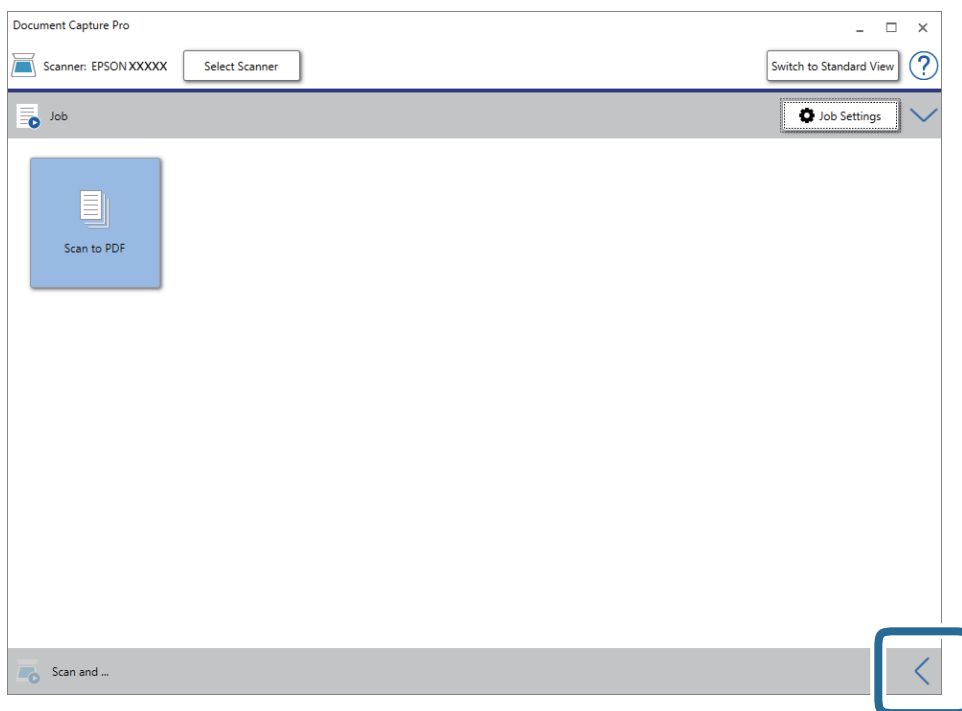 Document Capture Pro
Scanner: EPSON XXXXX
Select Scanner
Switch to Standard View
?
Job
Job Settings
Scan to PDF
Scan and ...